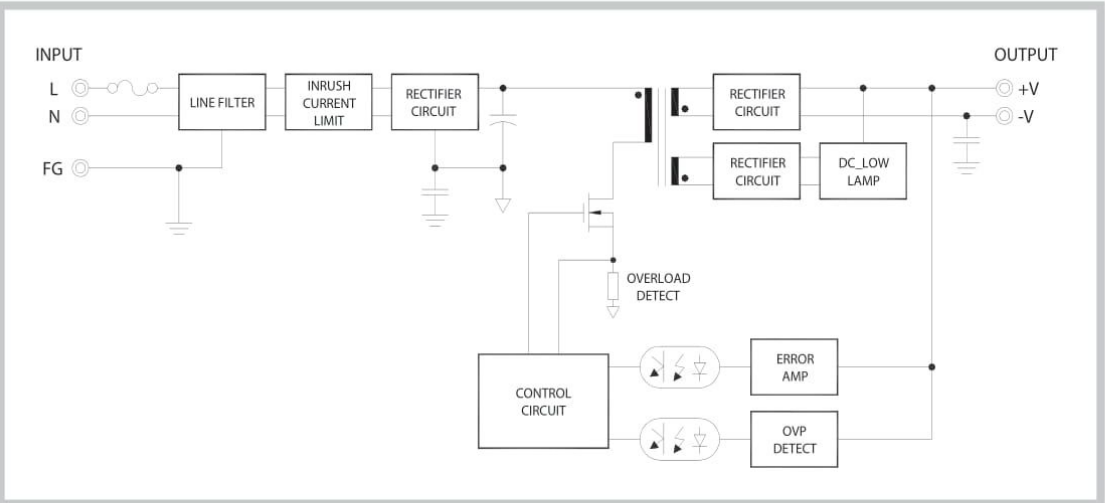 INPUT
OUTPUT
L
N
FG
LINE FILTER
INRUSH
CURRENT
LIMIT
RECTIFIER
CIRCUIT
RECTIFIER
CIRCUIT
+V
-V
RECTIFIER
CIRCUIT
DC_LOW
LAMP
OVERLOAD
DETECT
CONTROL
CIRCUIT
ERROR
AMP
OVP
DETECT